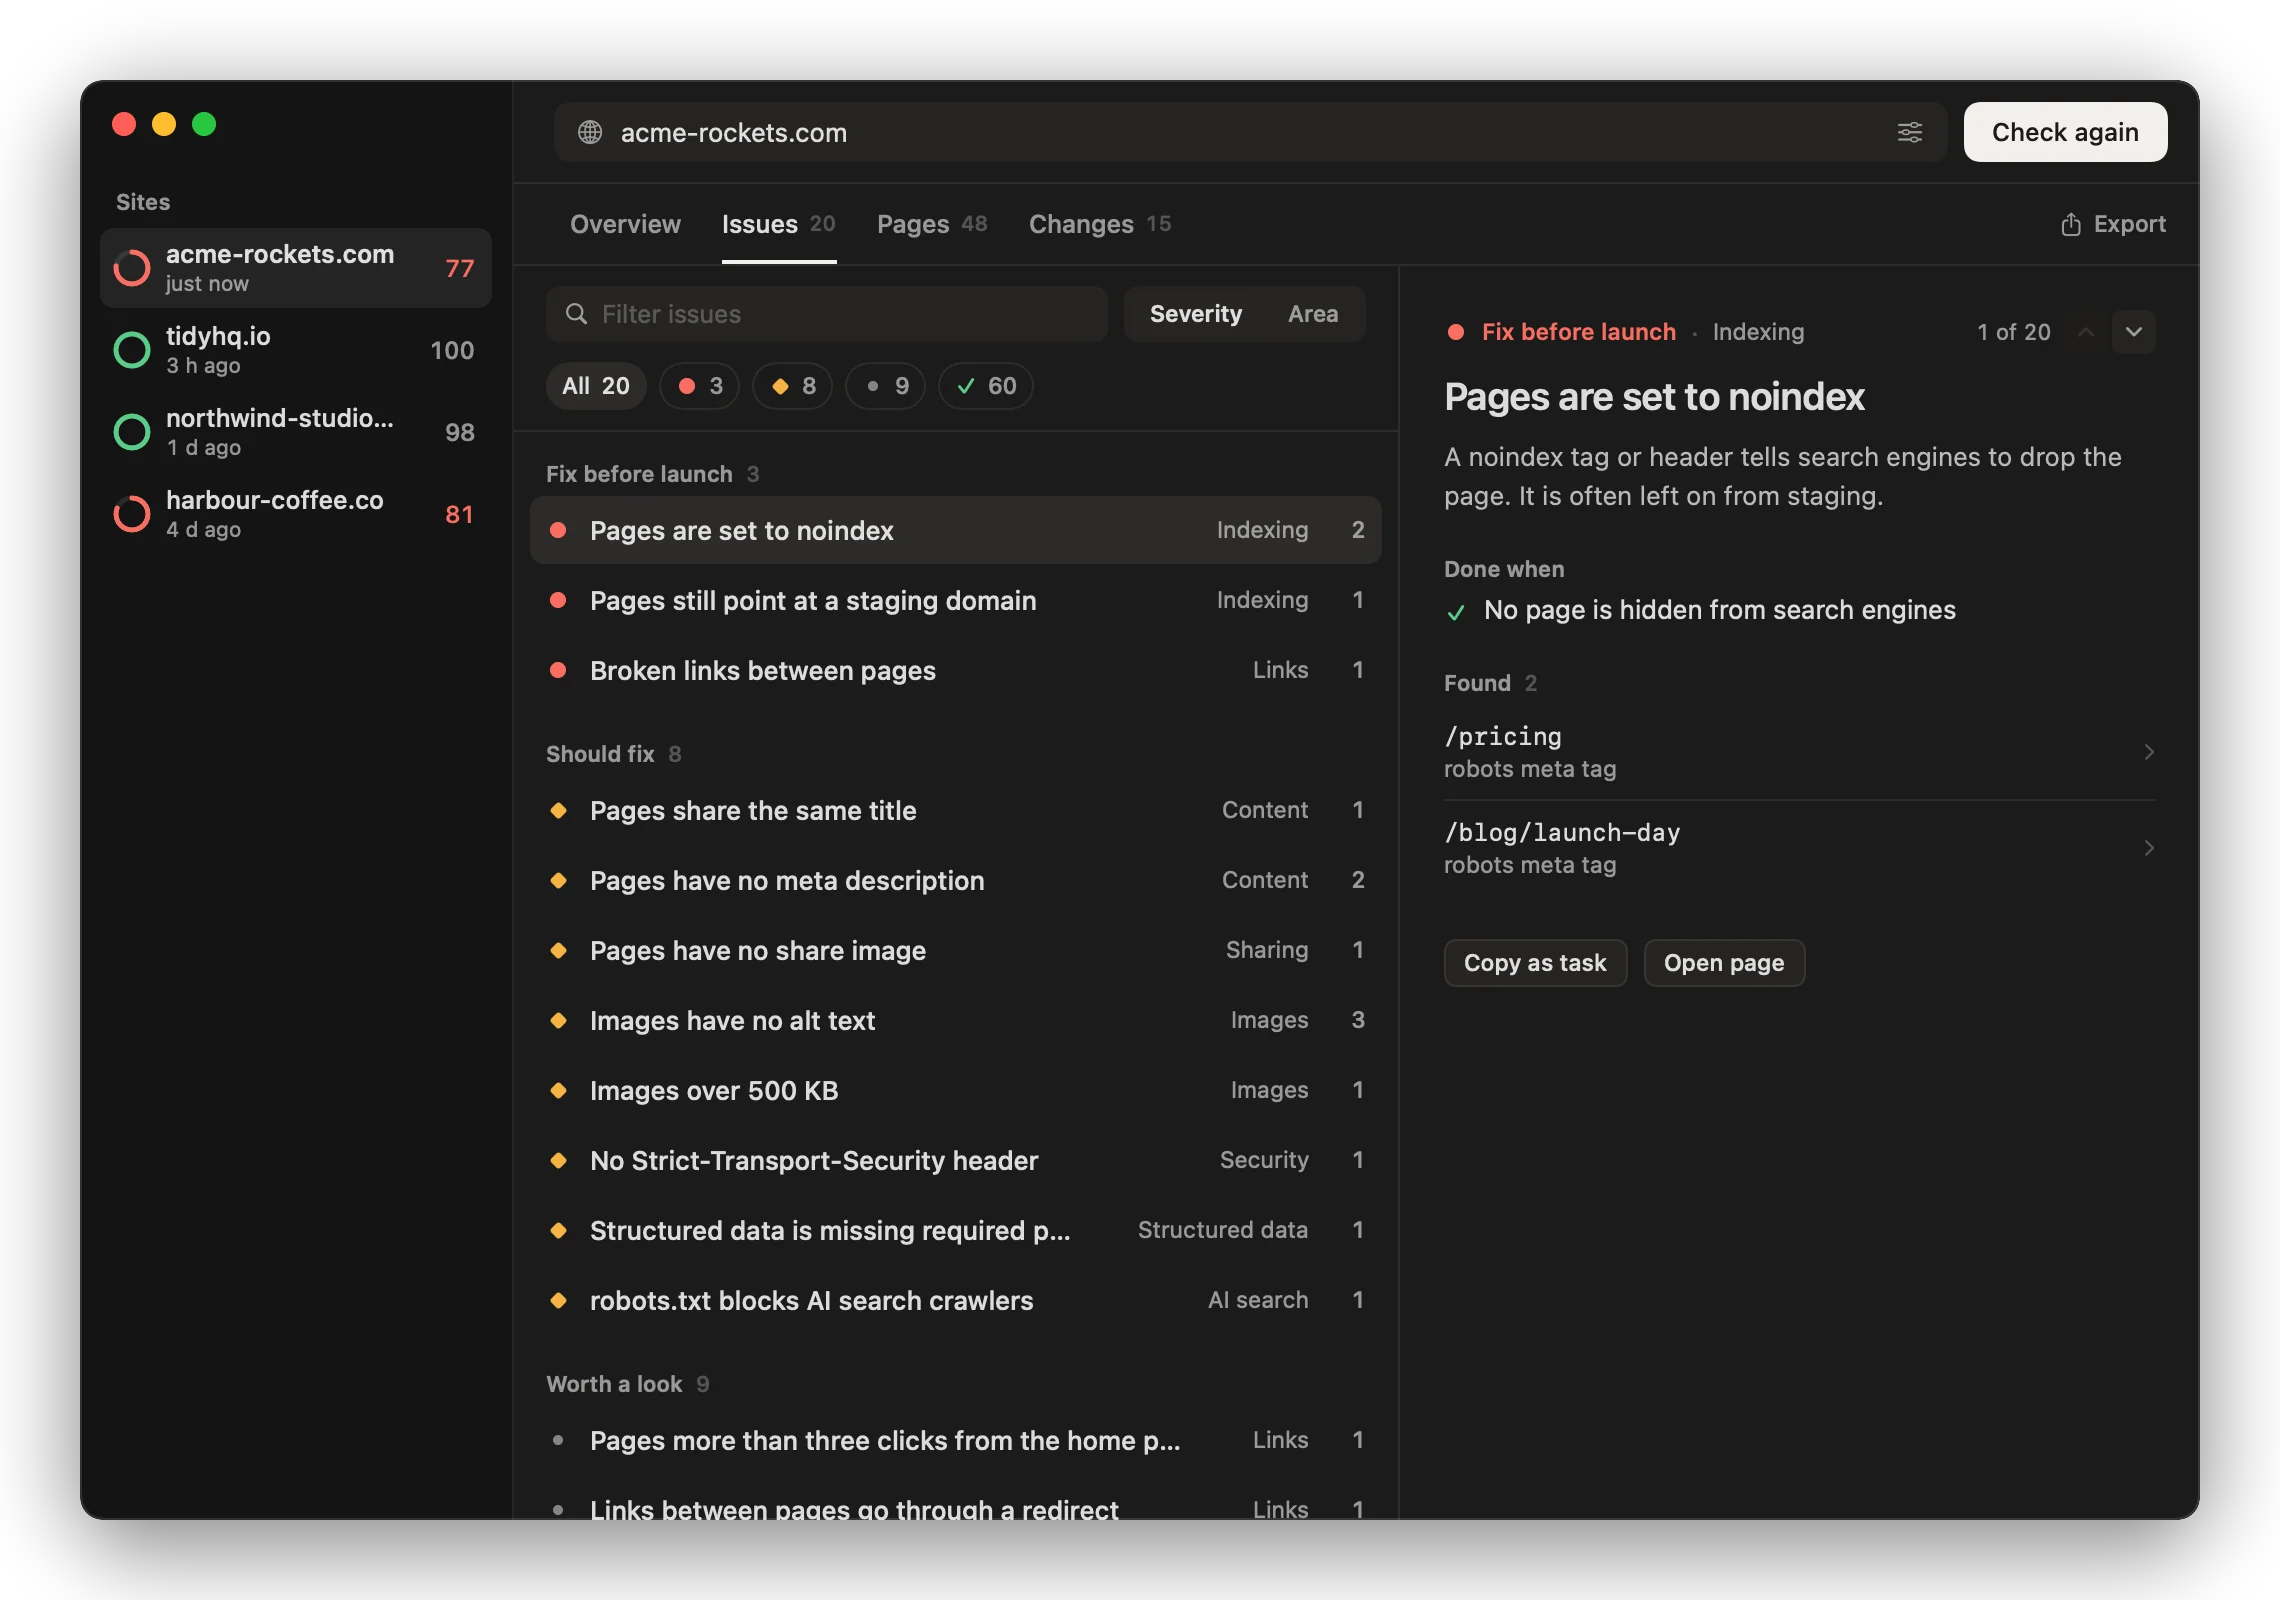 acme-rockets.com
Check again
Sites
acme-rockets.com
just now
77
tidyhq.io
3 h ago
100
northwind-studio...
1 d ago
98
harbour-coffee.co
4 d ago
81
Overview
Issues 20
Pages 48
Changes 15
Export
Filter issues
Severity
Area
All 20
3
8
9
60
Fix before launch 3
Pages are set to noindex Indexing 2
Pages still point at a staging domain Indexing 1
Broken links between pages Links 1
Should fix 8
Pages share the same title Content 1
Pages have no meta description Content 2
Pages have no share image Sharing 1
Images have no alt text Images 3
Images over 500 KB Images 1
No Strict-Transport-Security header Security 1
Structured data is missing required p... Structured data 1
robots.txt blocks AI search crawlers AI search 1
Worth a look 9
Pages more than three clicks from the home p... Links 1
Links between pages go through a redirect Links 1
Fix before launch · Indexing 1 of 20
Pages are set to noindex
A noindex tag or header tells search engines to drop the
page. It is often left on from staging.
Done when
No page is hidden from search engines
Found 2
/pricing
robots meta tag
/blog/launch-day
robots meta tag
Copy as task
Open page